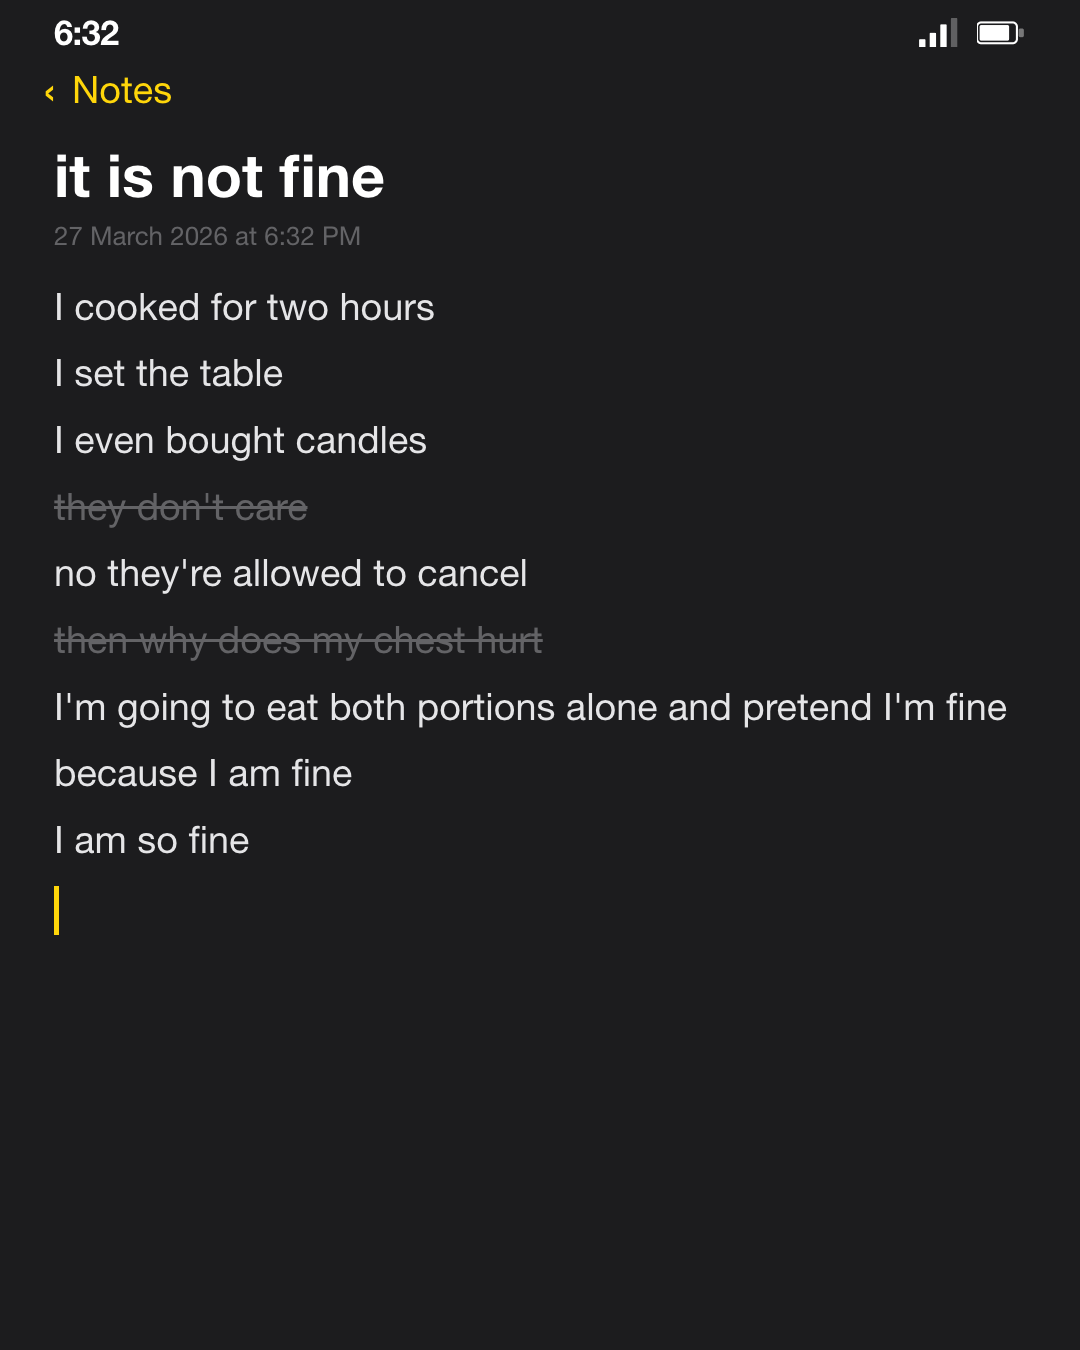 6:32
‹ Notes
it is not fine
27 March 2026 at 6:32 PM
I cooked for two hours
I set the table
I even bought candles
they don't care
no they're allowed to cancel
then why does my chest hurt
I'm going to eat both portions alone and pretend I'm fine
because I am fine
I am so fine